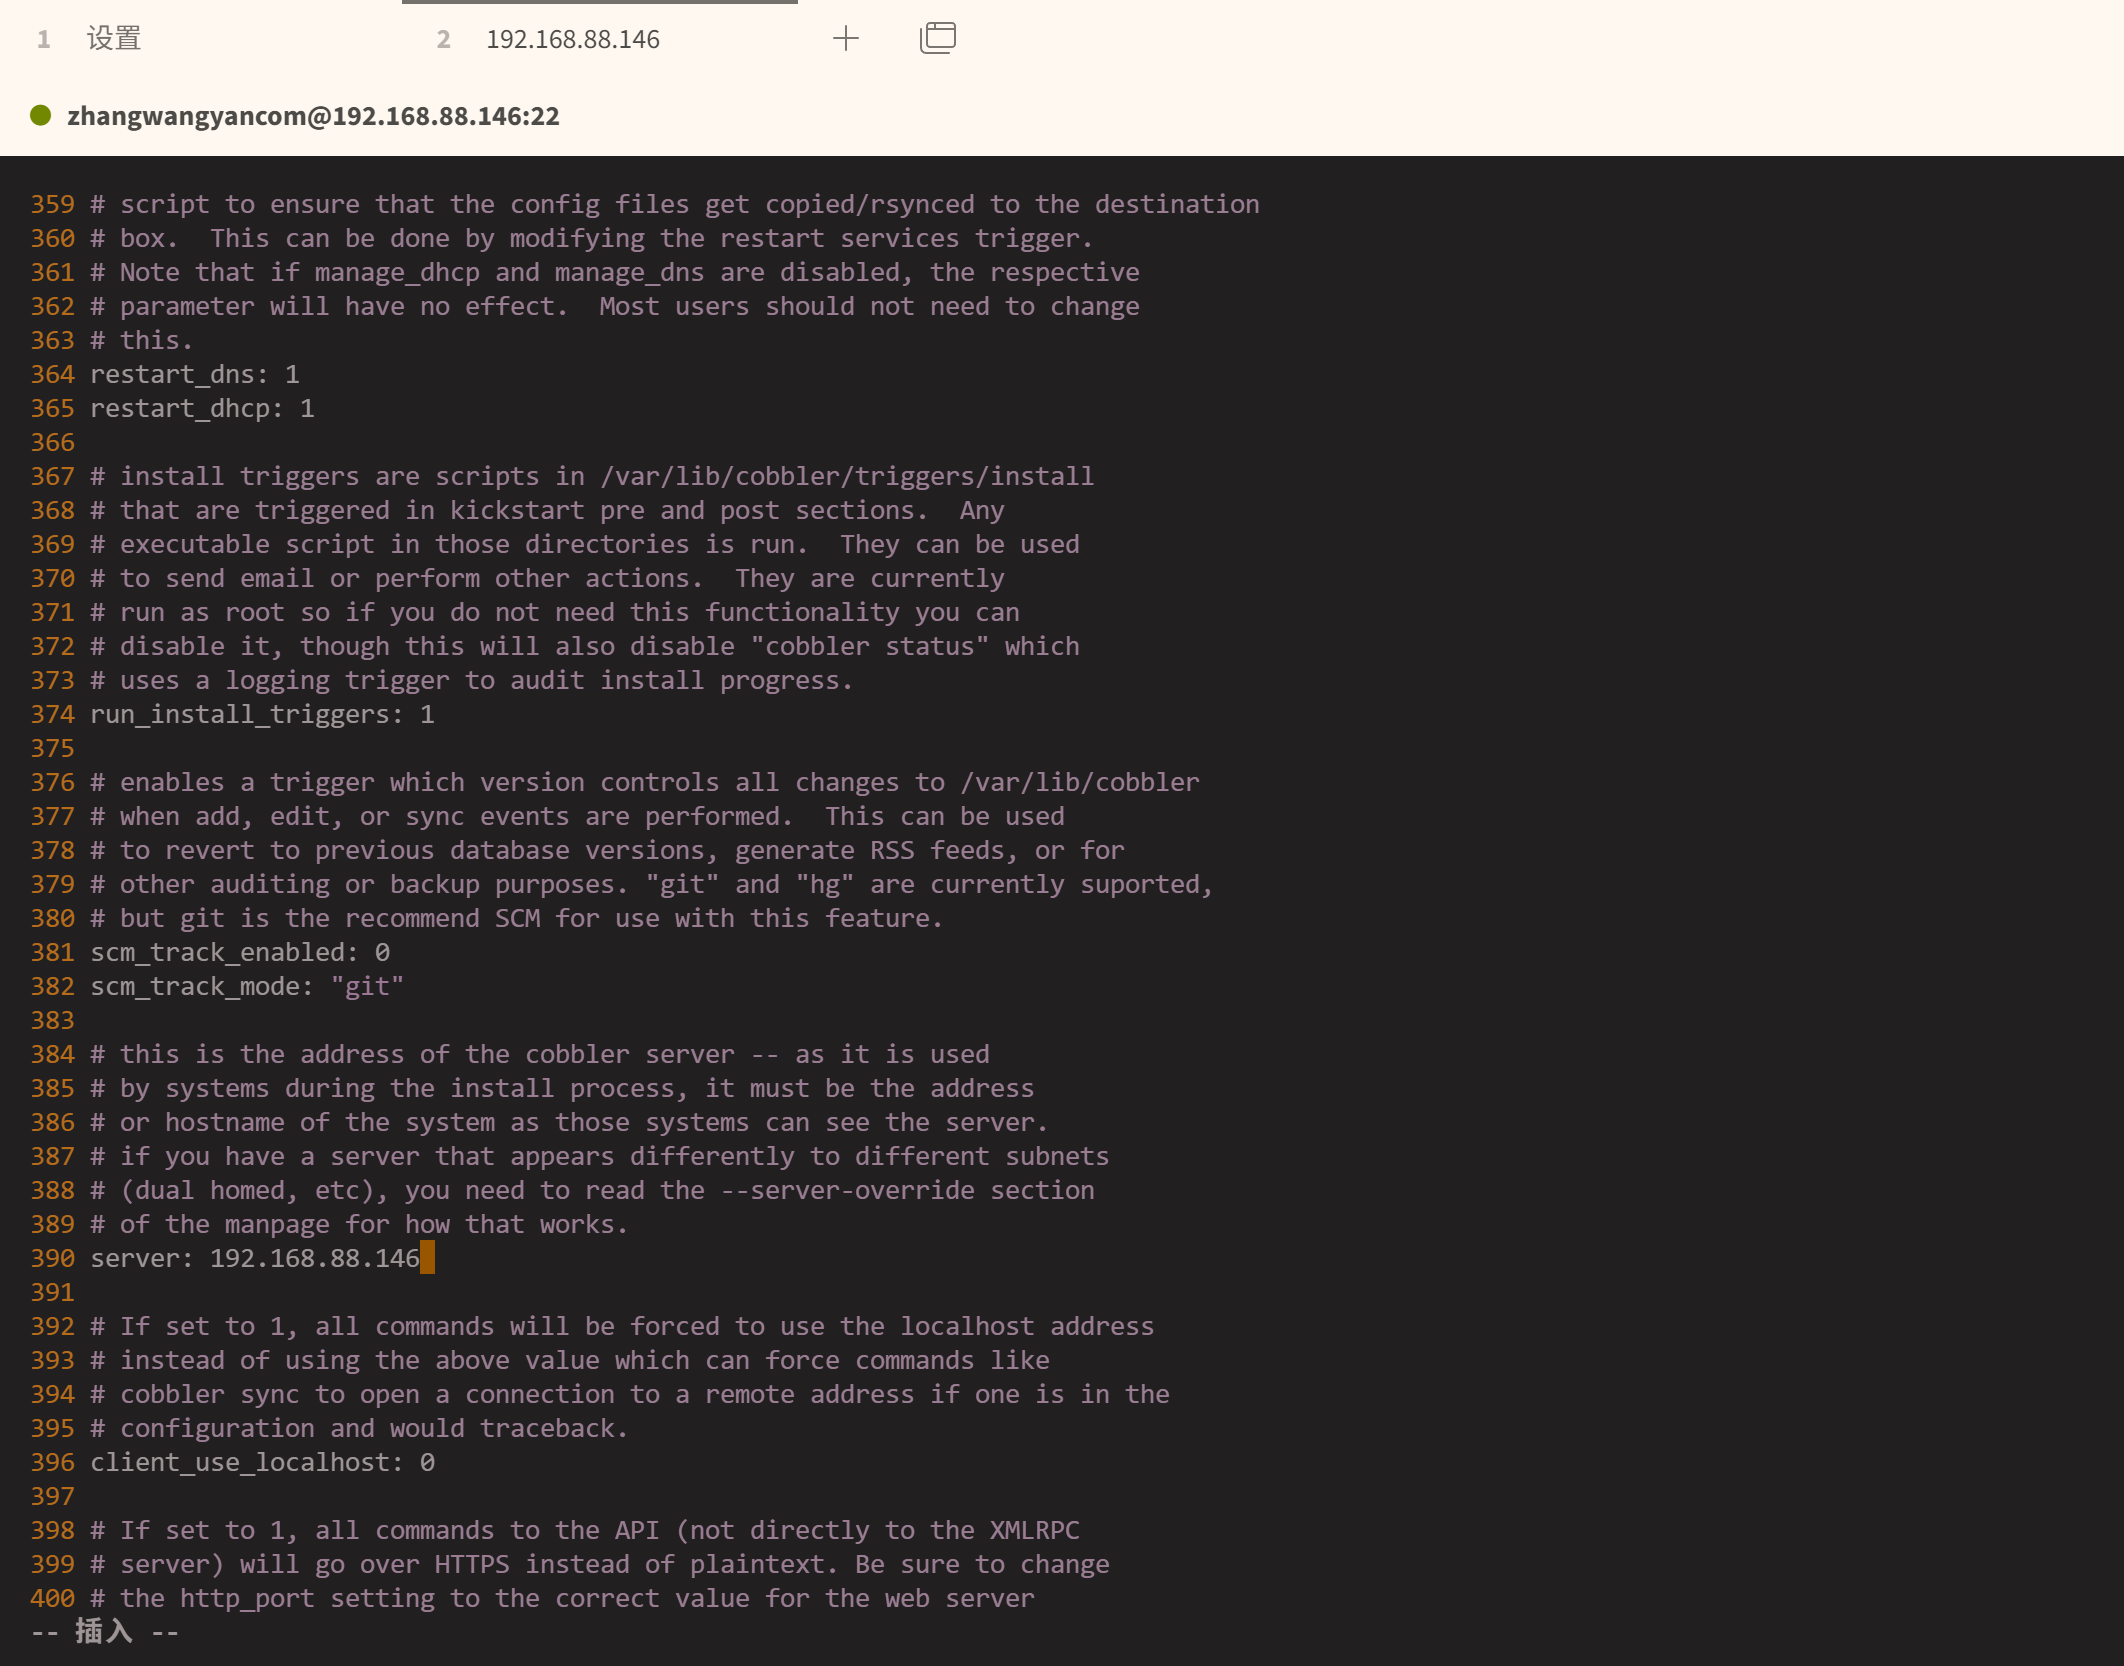 1 设置 2 192.168.88.146
zhangwangyancom@192.168.88.146:22
359 # script to ensure that the config files get copied/rsynced to the destination
360 # box.  This can be done by modifying the restart services trigger.
361 # Note that if manage_dhcp and manage_dns are disabled, the respective
362 # parameter will have no effect.  Most users should not need to change
363 # this.
364 restart_dns: 1
365 restart_dhcp: 1
366
367 # install triggers are scripts in /var/lib/cobbler/triggers/install
368 # that are triggered in kickstart pre and post sections.  Any
369 # executable script in those directories is run.  They can be used
370 # to send email or perform other actions.  They are currently
371 # run as root so if you do not need this functionality you can
372 # disable it, though this will also disable "cobbler status" which
373 # uses a logging trigger to audit install progress.
374 run_install_triggers: 1
375
376 # enables a trigger which version controls all changes to /var/lib/cobbler
377 # when add, edit, or sync events are performed.  This can be used
378 # to revert to previous database versions, generate RSS feeds, or for
379 # other auditing or backup purposes. "git" and "hg" are currently suported,
380 # but git is the recommend SCM for use with this feature.
381 scm_track_enabled: 0
382 scm_track_mode: "git"
383
384 # this is the address of the cobbler server -- as it is used
385 # by systems during the install process, it must be the address
386 # or hostname of the system as those systems can see the server.
387 # if you have a server that appears differently to different subnets
388 # (dual homed, etc), you need to read the --server-override section
389 # of the manpage for how that works.
390 server: 192.168.88.146
391
392 # If set to 1, all commands will be forced to use the localhost address
393 # instead of using the above value which can force commands like
394 # cobbler sync to open a connection to a remote address if one is in the
395 # configuration and would traceback.
396 client_use_localhost: 0
397
398 # If set to 1, all commands to the API (not directly to the XMLRPC
399 # server) will go over HTTPS instead of plaintext. Be sure to change
400 # the http_port setting to the correct value for the web server
-- 插入 --